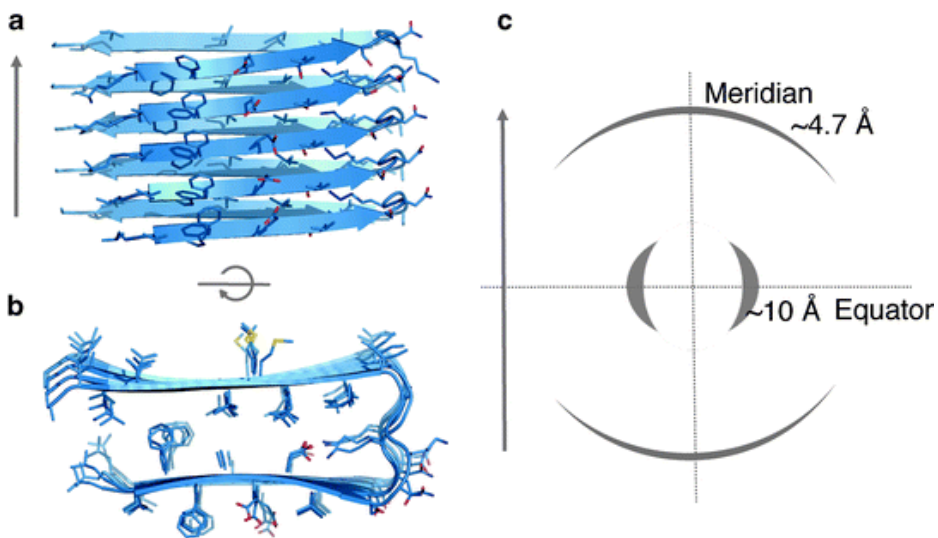 a
b
c
Meridian
~4.7 Å
~10 Å Equator